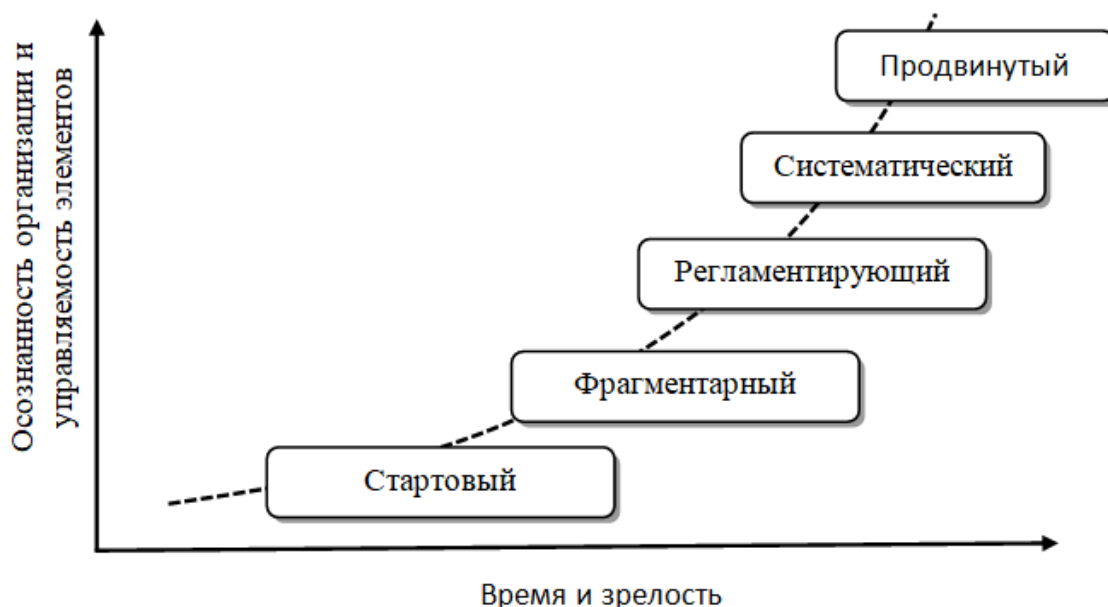 Осознанность организации и
управляемость элементов
Продвинутый
Систематический
Регламентирующий
Фрагментарный
Стартовый
Время и зрелость